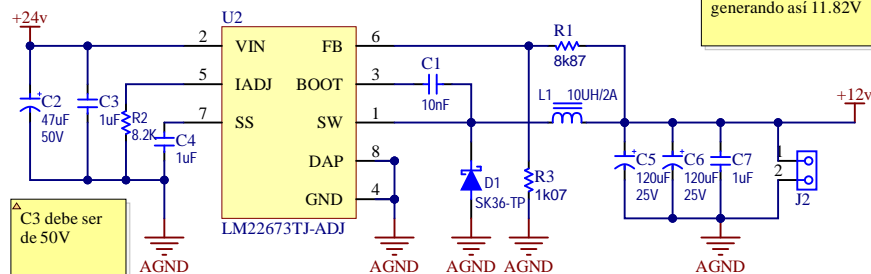 generando así 11.82V
+24v
U2
2
VIN
FB
6
R1
8k87
5
IADJ
BOOT
3
C1
10nF
L1
10UH/2A
+12v
C2
47uF
50V
C3
1uF
R2
8.2K
7
SS
SW
1
C4
1uF
DAP
8
GND
4
D1
SK36-TP
R3
1k07
C5
120uF
25V
C6
120uF
25V
C7
1uF
1
2
J2
LM22673TJ-ADJ
C3 debe ser
de 50V
AGND
AGND
AGND
AGND
AGND